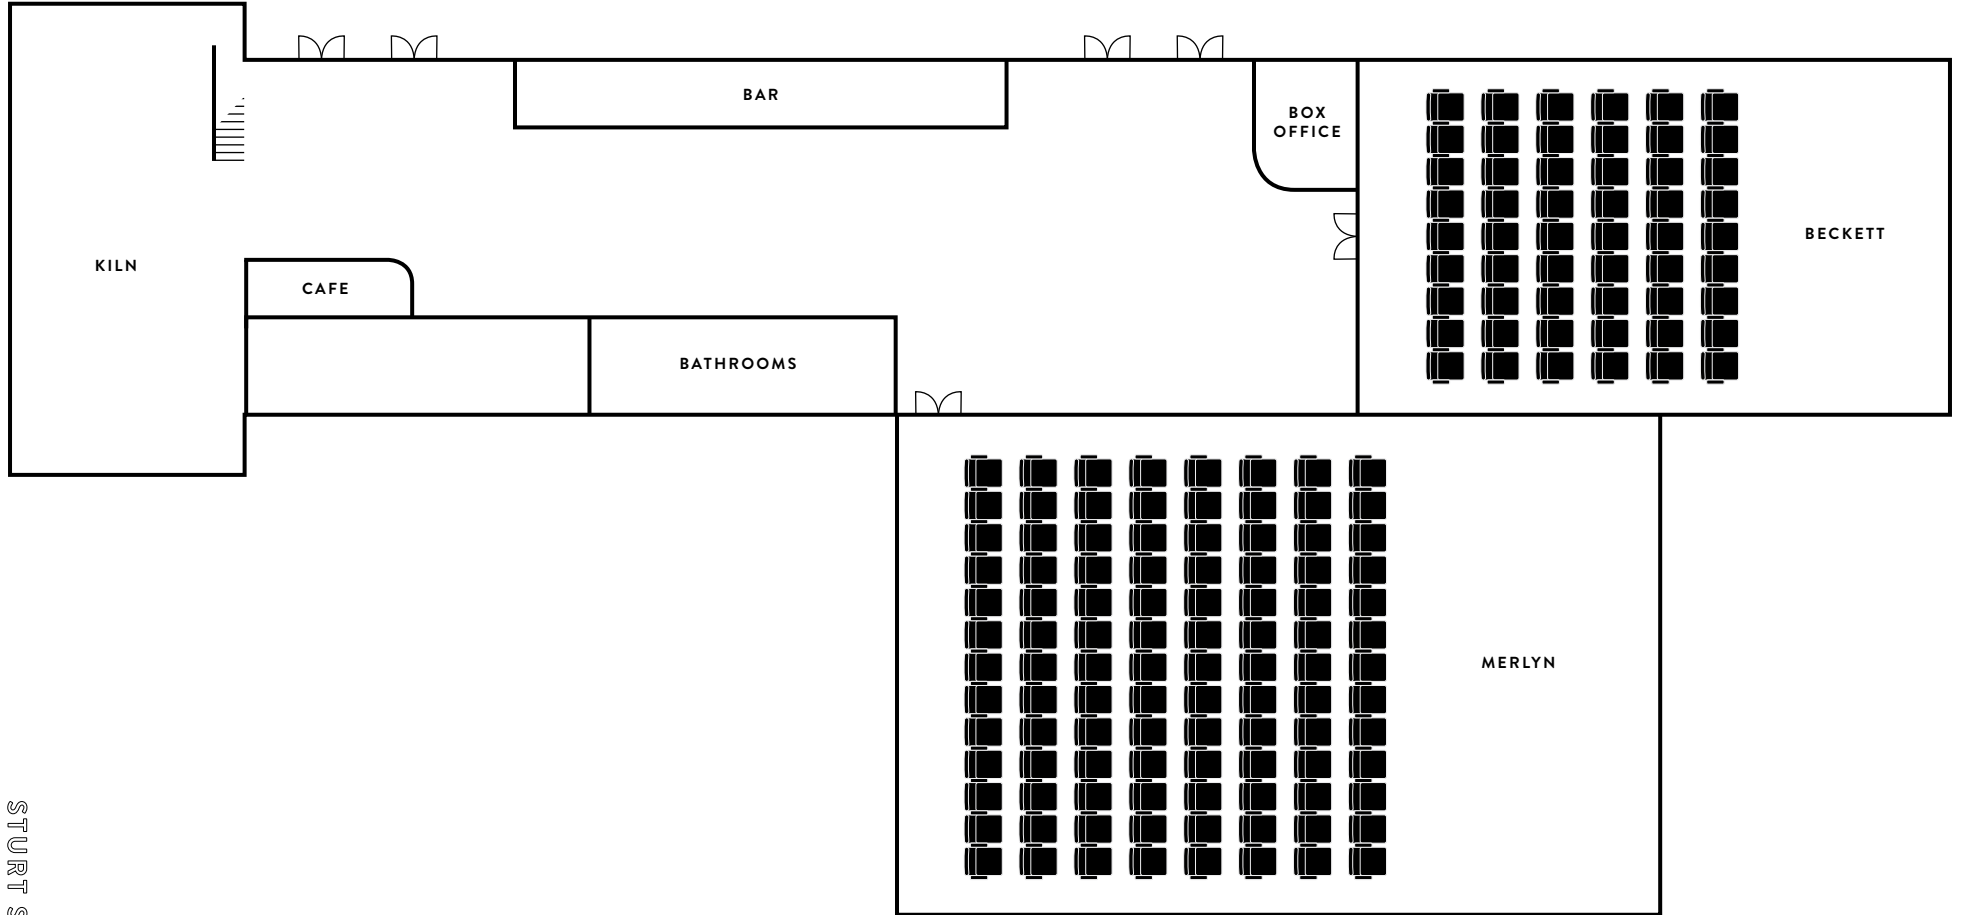 BAR
BOX
OFFICE
BECKETT
KILN
CAFE
BATHROOMS
MERLYN
STURT S